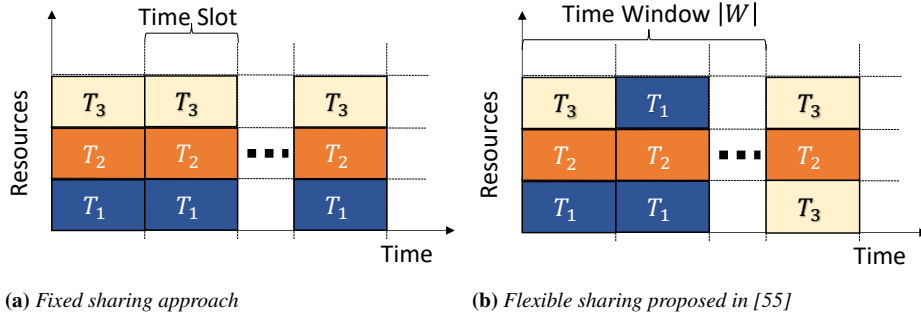 Time Slot
Resources
T₃ T₃ T₃
T₂ T₂ T₂
T₁ T₁ T₁
Time
(a) Fixed sharing approach
Time Window |W|
Resources
T₃ T₁ T₃
T₂ T₂ T₂
T₁ T₁ T₃
Time
(b) Flexible sharing proposed in [55]